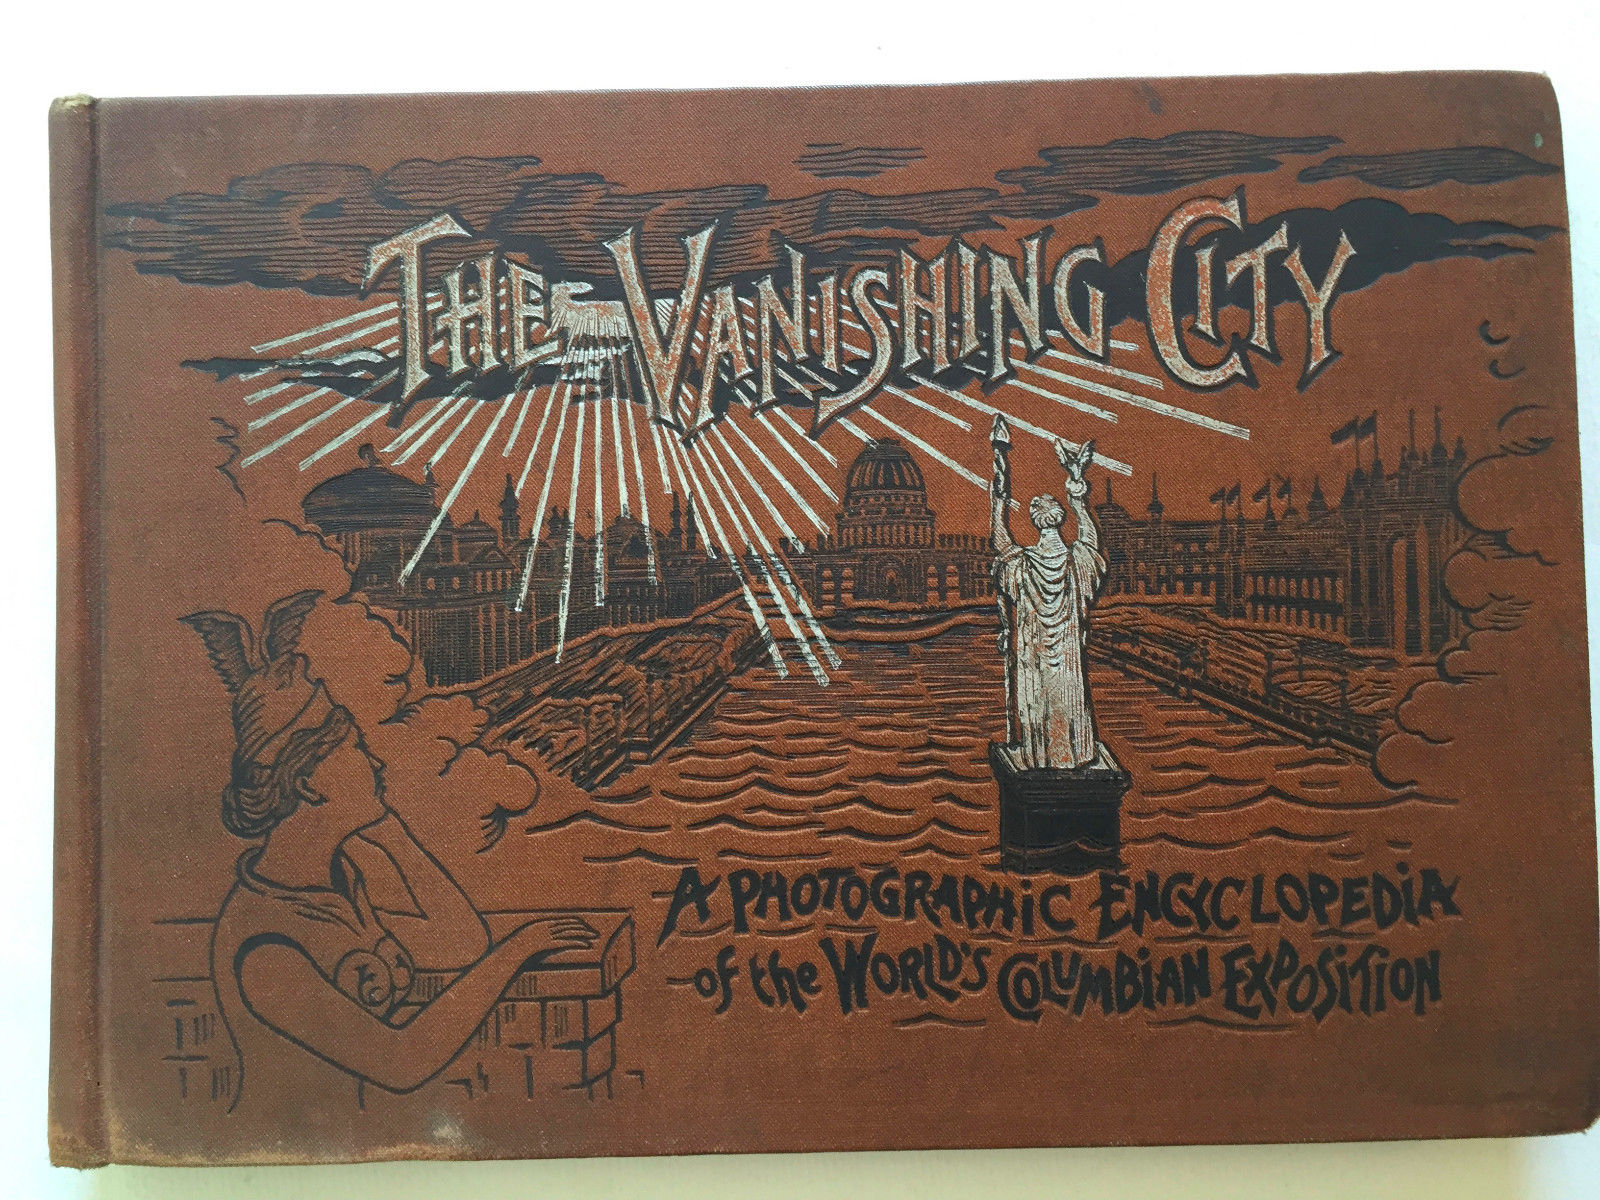 THE VANISHING CITY
A PHOTOGRAPHIC ENCYCLOPEDIA
of the WORLD'S COLUMBIAN EXPOSITION